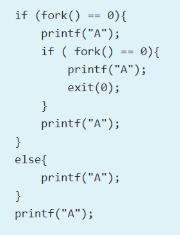 if (fork() == 0){
    printf("A");
    if ( fork() == 0){
        printf("A");
        exit(0);
    }
    printf("A");
}
else{
    printf("A");
}
printf("A");